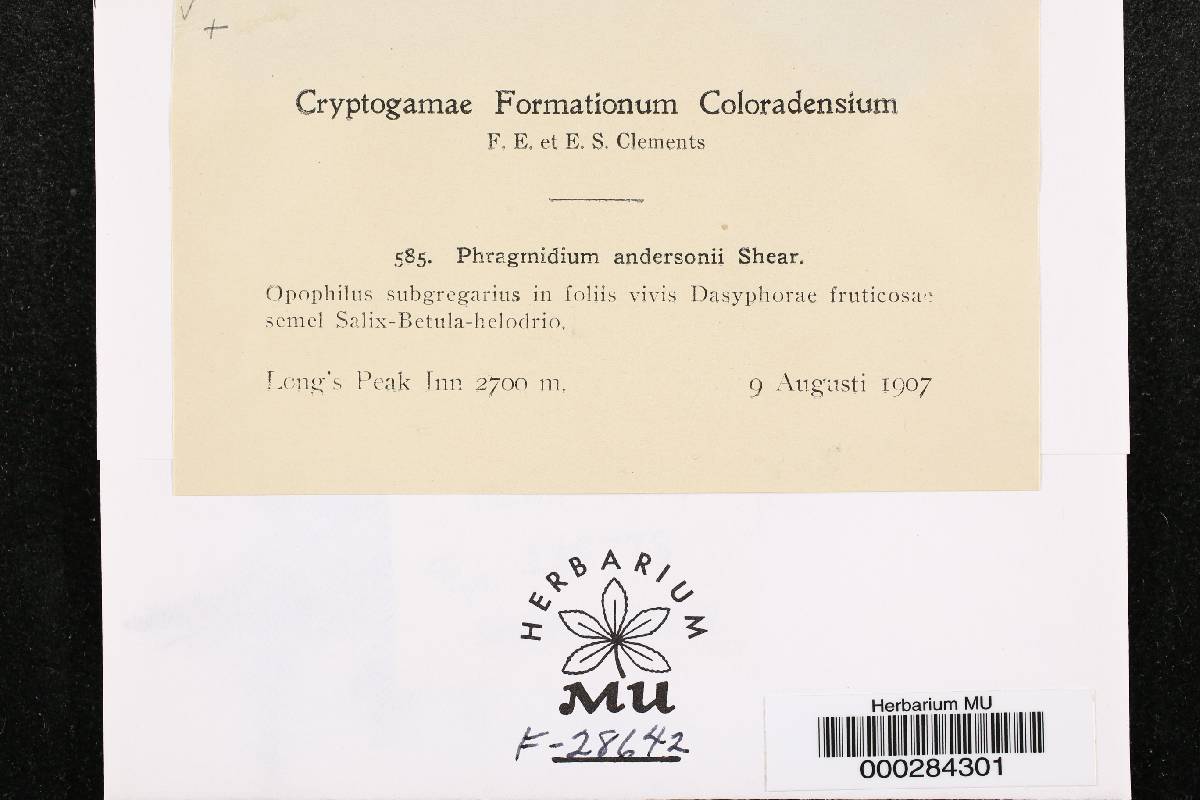 Cryptogamae Formationum Coloradensium
F. E. et E. S. Clements
585. Phragmidium andersonii Shear.
Opophilus subgregarius in foliis vivis Dasyphorae fruticosae
semel Salix-Betula-helodrio.
Long's Peak Inn 2700 m. 9 Augusti 1907
HERBARIUM
MU
F-28642
Herbarium MU
000284301